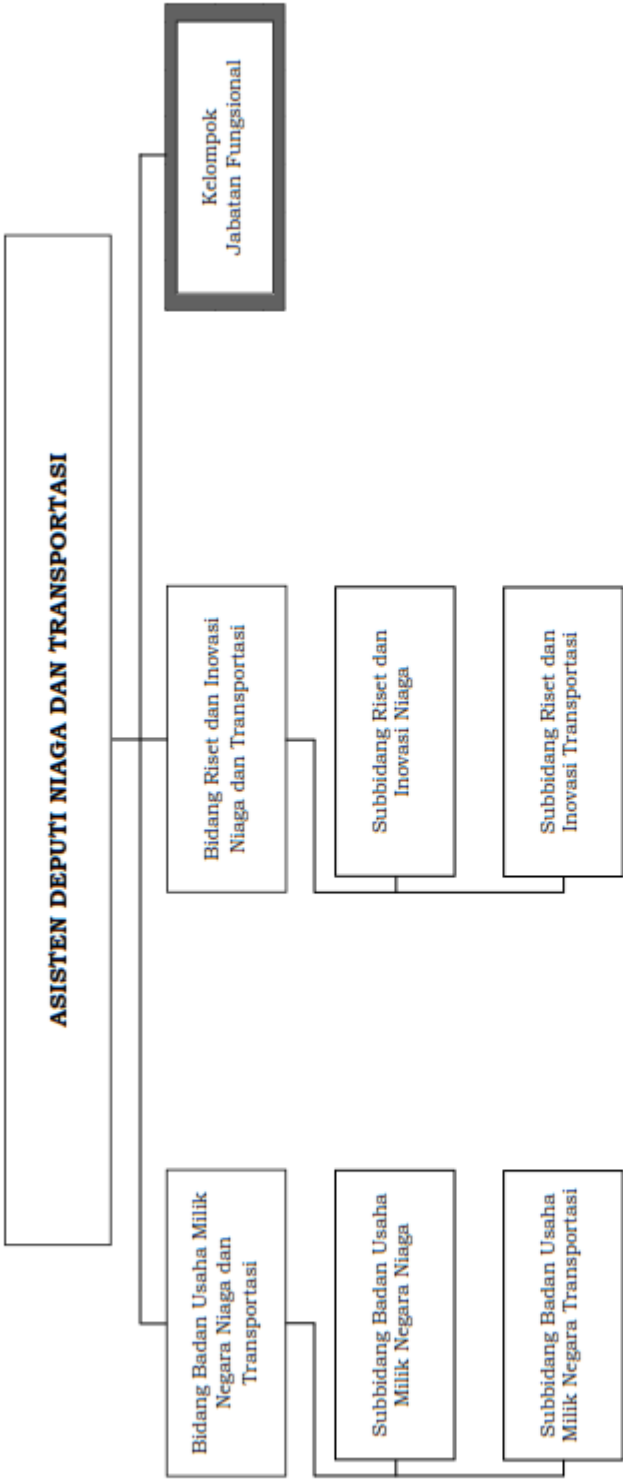 ASISTEN DEPUTI NIAGA DAN TRANSPORTASI
Bidang Badan Usaha Milik
Negara Niaga dan
Transportasi
Bidang Riset dan Inovasi
Niaga dan Transportasi
Kelompok
Jabatan Fungsional
Subbidang Badan Usaha
Milik Negara Niaga
Subbidang Riset dan
Inovasi Niaga
Subbidang Badan Usaha
Milik Negara Transportasi
Subbidang Riset dan
Inovasi Transportasi